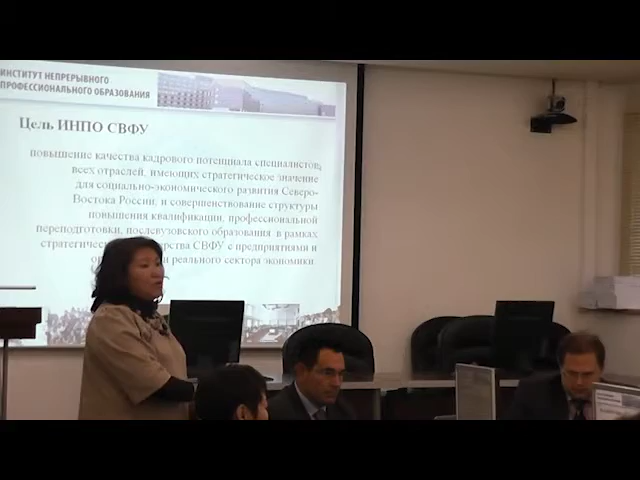 ИНСТИТУТ НЕПРЕРЫВНОГО
ПРОФЕССИОНАЛЬНОГО ОБРАЗОВАНИЯ
Цель ИНПО СВФУ
повышение качества кадрового потенциала специалистов,
всех отраслей, имеющих стратегическое значение
для социально-экономического развития Северо-
Востока России, и совершенствование структуры
повышения квалификации, профессиональной
переподготовки, послевузовского образования в рамках
СВФУ с предприятиями и
реального сектора экономики.